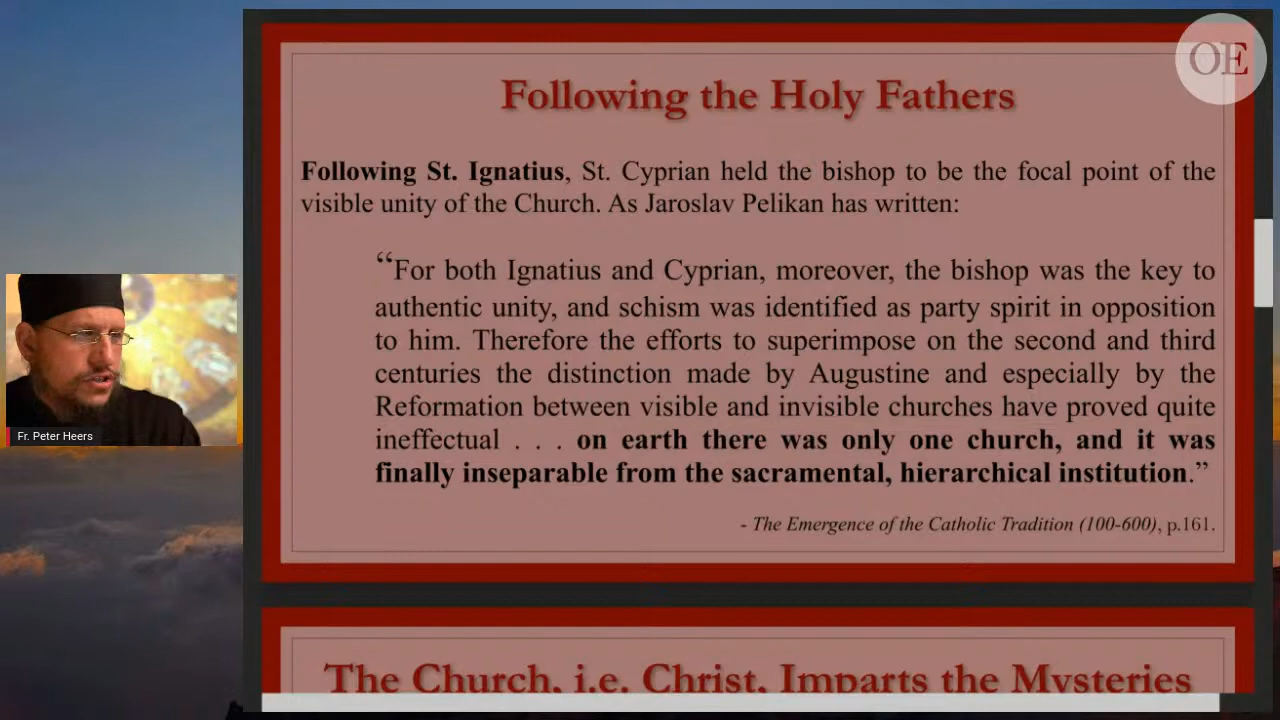 OE
Following the Holy Fathers
Following St. Ignatius, St. Cyprian held the bishop to be the focal point of the
visible unity of the Church. As Jaroslav Pelikan has written:
“For both Ignatius and Cyprian, moreover, the bishop was the key to
authentic unity, and schism was identified as party spirit in opposition
to him. Therefore the efforts to superimpose on the second and third
centuries the distinction made by Augustine and especially by the
Reformation between visible and invisible churches have proved quite
ineffectual . . . on earth there was only one church, and it was
finally inseparable from the sacramental, hierarchical institution.”
- The Emergence of the Catholic Tradition (100-600), p.161.
Fr. Peter Heers
The Church, i.e. Christ, Imparts the Mysteries